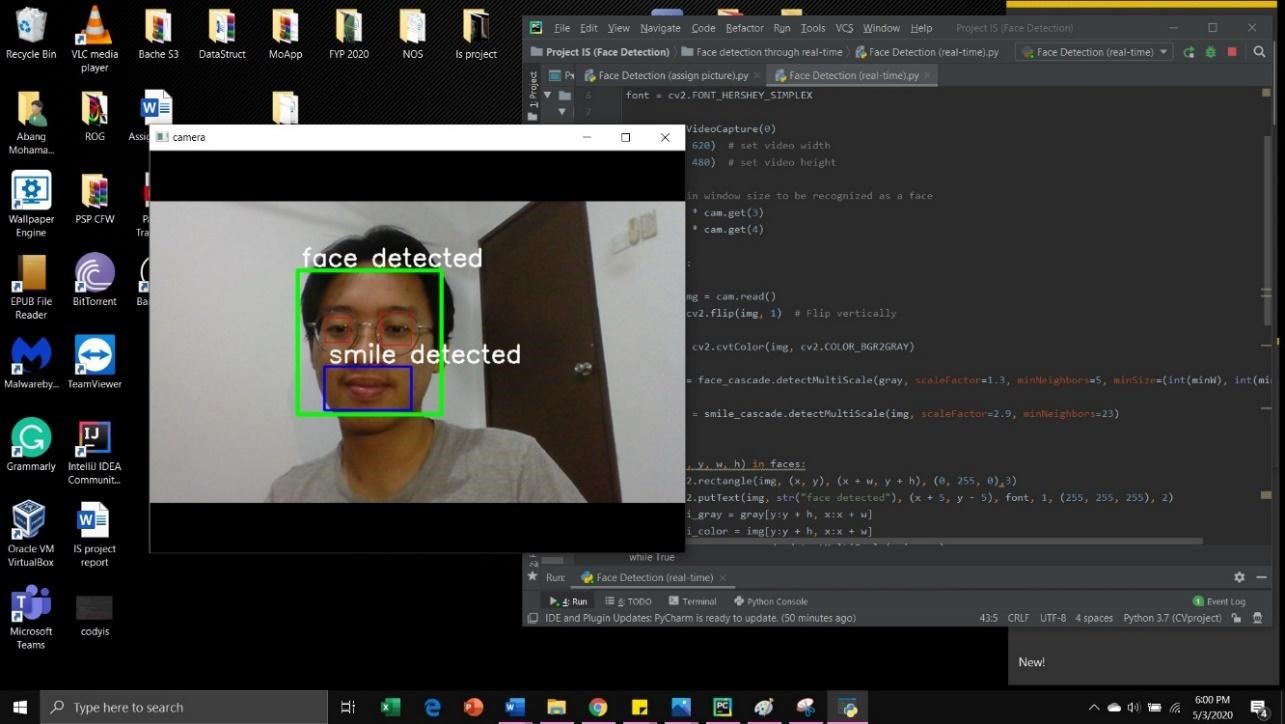 Recycle Bin
VLC media
player
Bache S3
DataStruct
MoApp
FYP 2020
NOS
Is project
Abang
Mohama...
ROG
Wallpaper
Engine
PSP CFW
EPUB File
Reader
BitTorrent
Malwareby...
TeamViewer
Grammarly
IntelliJ IDEA
Communit...
Oracle VM
VirtualBox
IS project
report
Microsoft
Teams
codyis
camera
face detected
smile detected
File Edit View Navigate Code Refactor Run Tools VCS Window Help Project IS (Face Detection)
Project IS (Face Detection) Face detection through real-time Face Detection (real-time).py Face Detection (real-time)
Face Detection (assign picture).py Face Detection (real-time).py
1: Project
6 font = cv2.FONT_HERSHEY_SIMPLEX
7
VideoCapture(0)
620) # set video width
480) # set video height
in window size to be recognized as a face
* cam.get(3)
* cam.get(4)
:
mg = cam.read()
cv2.flip(img, 1) # Flip vertically
cv2.cvtColor(img, cv2.COLOR_BGR2GRAY)
= face_cascade.detectMultiScale(gray, scaleFactor=1.3, minNeighbors=5, minSize=(int(minW), int(mi
= smile_cascade.detectMultiScale(img, scaleFactor=2.9, minNeighbors=23)
, y, w, h) in faces:
2.rectangle(img, (x, y), (x + w, y + h), (0, 255, 0),3)
2.putText(img, str("face detected"), (x + 5, y - 5), font, 1, (255, 255, 255), 2)
i_gray = gray[y:y + h, x:x + w]
i_color = img[y:y + h, x:x + w]
while True
Run: Face Detection (real-time)
4: Run 6: TODO Terminal Python Console 1 Event Log
IDE and Plugin Updates: PyCharm is ready to update. (50 minutes ago) 43:5 CRLF UTF-8 4 spaces Python 3.7 (CVproject)
New!
Type here to search
6:00 PM
5/3/2020
4